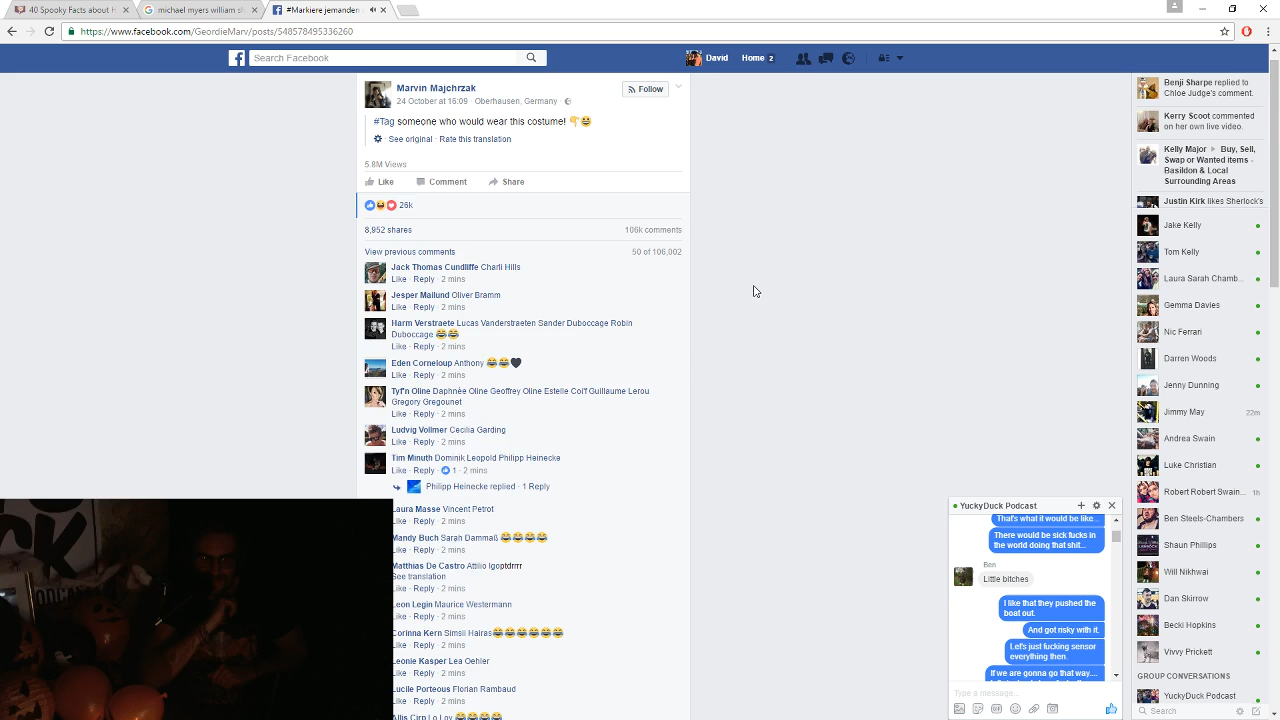 40 Spooky Facts about H
michael myers william sh
#Markiere jemanden
https://www.facebook.com/GeordieMarv/posts/548578495336260
Search Facebook
David
Home 2
Marvin Majchrzak
24 October at 16:09 · Oberhausen, Germany ·
Follow
#Tag someone who would wear this costume! 👇😃
· See original · Rate this translation
5.8M Views
Like Comment Share
26k
8,952 shares
106k comments
View previous comments
50 of 106,002
Jack Thomas Cundliffe Charli Hills
Like · Reply · 2 mins
Jesper Mailund Oliver Bramm
Like · Reply · 2 mins
Harm Verstraete Lucas Vanderstraeten Sander Duboccage Robin
Duboccage 😂😂
Like · Reply · 2 mins
Eden Corneloup Anthony 😂😂🖤
Like · Reply · 2 mins
Tyf'n Oline Daphnée Oline Geoffrey Oline Estelle Coi'f Guillaume Lerou
Gregory Gregounet
Like · Reply · 2 mins
Ludvig Vollmer Cecilia Garding
Like · Reply · 2 mins
Tim Minuth Dominik Leopold Philipp Heinecke
Like · Reply · 1 · 2 mins
Philipp Heinecke replied · 1 Reply
Laura Masse Vincent Petrot
Like · Reply · 2 mins
Mandy Buch Sarah Dammaß 😂😂😂😂
Like · Reply · 2 mins
Matthias De Castro Attilio Igoptdrrrr
See translation
Like · Reply · 2 mins
Leon Legin Maurice Westermann
Like · Reply · 2 mins
Corinna Kern Simsii Hairas😂😂😂😂😂😂
Like · Reply · 2 mins
Leonie Kasper Lea Oehler
Like · Reply · 2 mins
Lucile Porteous Florian Rambaud
Like · Reply · 2 mins
Allis Cirp Lo Loy 😂😂😂😂
PODCAST
Benji Sharpe replied to
Chloe Judge's comment.
Kerry Scoot commented
on her own live video.
Kelly Major ▶ Buy, Sell,
Swap or Wanted items -
Basildon & Local
Surrounding Areas
Justin Kirk likes Sherlock's
Jake Kelly
Tom Kelly
Laura Sarah Chamb...
Gemma Davies
Nic Ferrari
Darren Woods
Jenny Dunning
Jimmy May 22m
Andrea Swain
Luke Christian
Robert Robert Swain... 1h
Ben Steels-Chambers
Shaun Phillips
Will Nikhwai
Dan Skirrow
Becki Hopkins
Vivvy Prickett
GROUP CONVERSATIONS
YuckyDuck Podcast
Search
YuckyDuck Podcast
That's what it would be like...
There would be sick fucks in
the world doing that shit...
Ben
Little bitches
I like that they pushed the
boat out.
And got risky with it.
Let's just fucking sensor
everything then.
If we are gonna go that way....
Type a message...